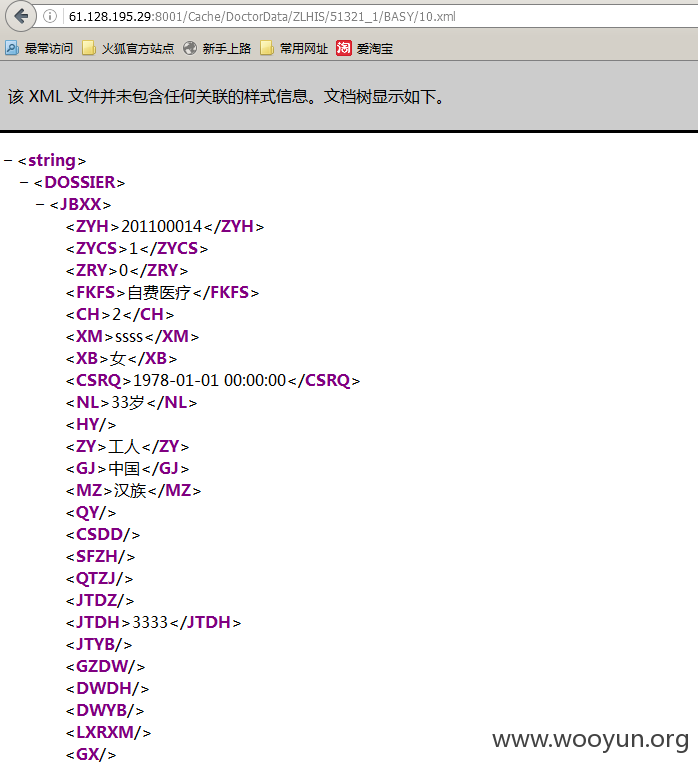 61.128.195.29:8001/Cache/DoctorData/ZLHIS/51321_1/BASY/10.xml
最常访问 火狐官方站点 新手上路 常用网址 淘 爱淘宝
该 XML 文件并未包含任何关联的样式信息。文档树显示如下。
− <string>
− <DOSSIER>
− <JBXX>
<ZYH>201100014</ZYH>
<ZYCS>1</ZYCS>
<ZRY>0</ZRY>
<FKFS>自费医疗</FKFS>
<CH>2</CH>
<XM>ssss</XM>
<XB>女</XB>
<CSRQ>1978-01-01 00:00:00</CSRQ>
<NL>33岁</NL>
<HY/>
<ZY>工人</ZY>
<GJ>中国</GJ>
<MZ>汉族</MZ>
<QY/>
<CSDD/>
<SFZH/>
<QTZJ/>
<JTDZ/>
<JTDH>3333</JTDH>
<JTYB/>
<GZDW/>
<DWDH/>
<DWYB/>
<LXRXM/>
<GX/>
www.wooyun.org